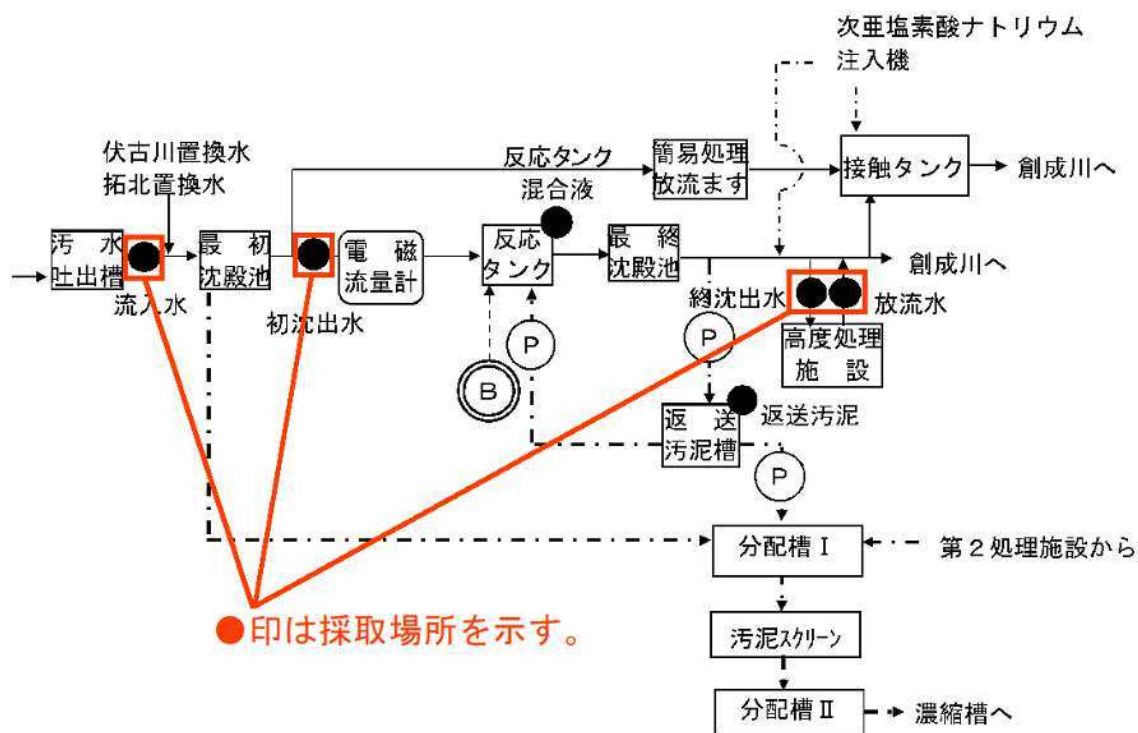 次亜塩素酸ナトリウム
注入機
伏古川置換水
拓北置換水
反応タンク
混合液
簡易処理
放流ます
接触タンク
創成川へ
汚　水
吐出槽
流入水
最　初
沈殿池
初沈出水
電　磁
流量計
反応
タンク
最　終
沈殿池
創成川へ
終沈出水
放流水
高度処理
施　設
P
P
B
返　送
汚泥槽
返送汚泥
P
分配槽Ⅰ
第２処理施設から
●印は採取場所を示す。
汚泥ｽｸﾘｰﾝ
分配槽Ⅱ
濃縮槽へ